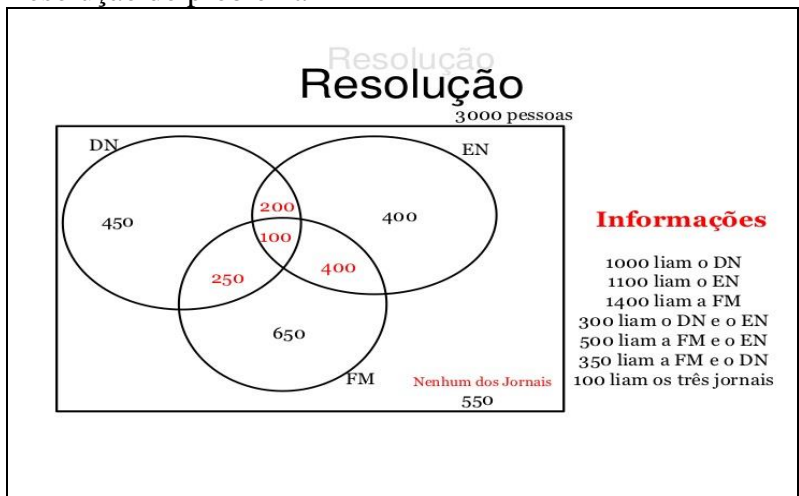 Resolução
Resolução
3000 pessoas
DN
EN
200
450
400
100
250
400
650
FM
Nenhum dos Jornais
550
Informações
1000 liam o DN
1100 liam o EN
1400 liam a FM
300 liam o DN e o EN
500 liam a FM e o EN
350 liam a FM e o DN
100 liam os três jornais